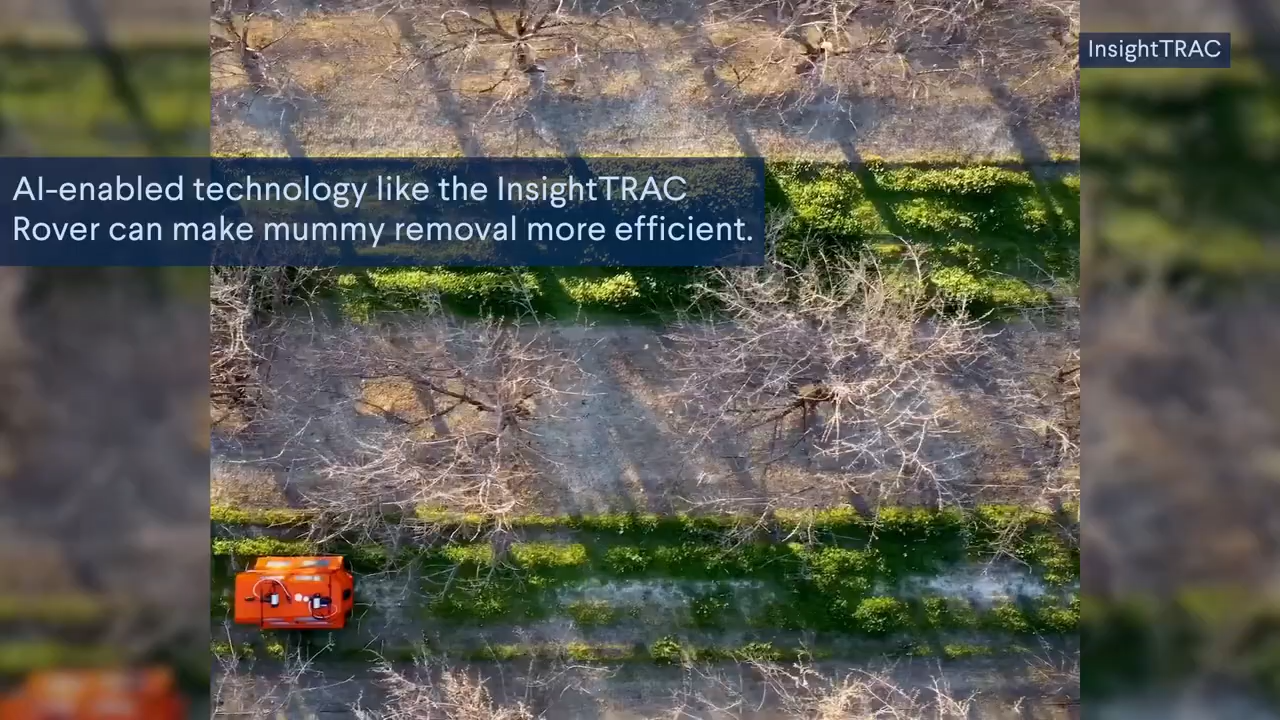 InsightTRAC
AI-enabled technology like the InsightTRAC
Rover can make mummy removal more efficient.